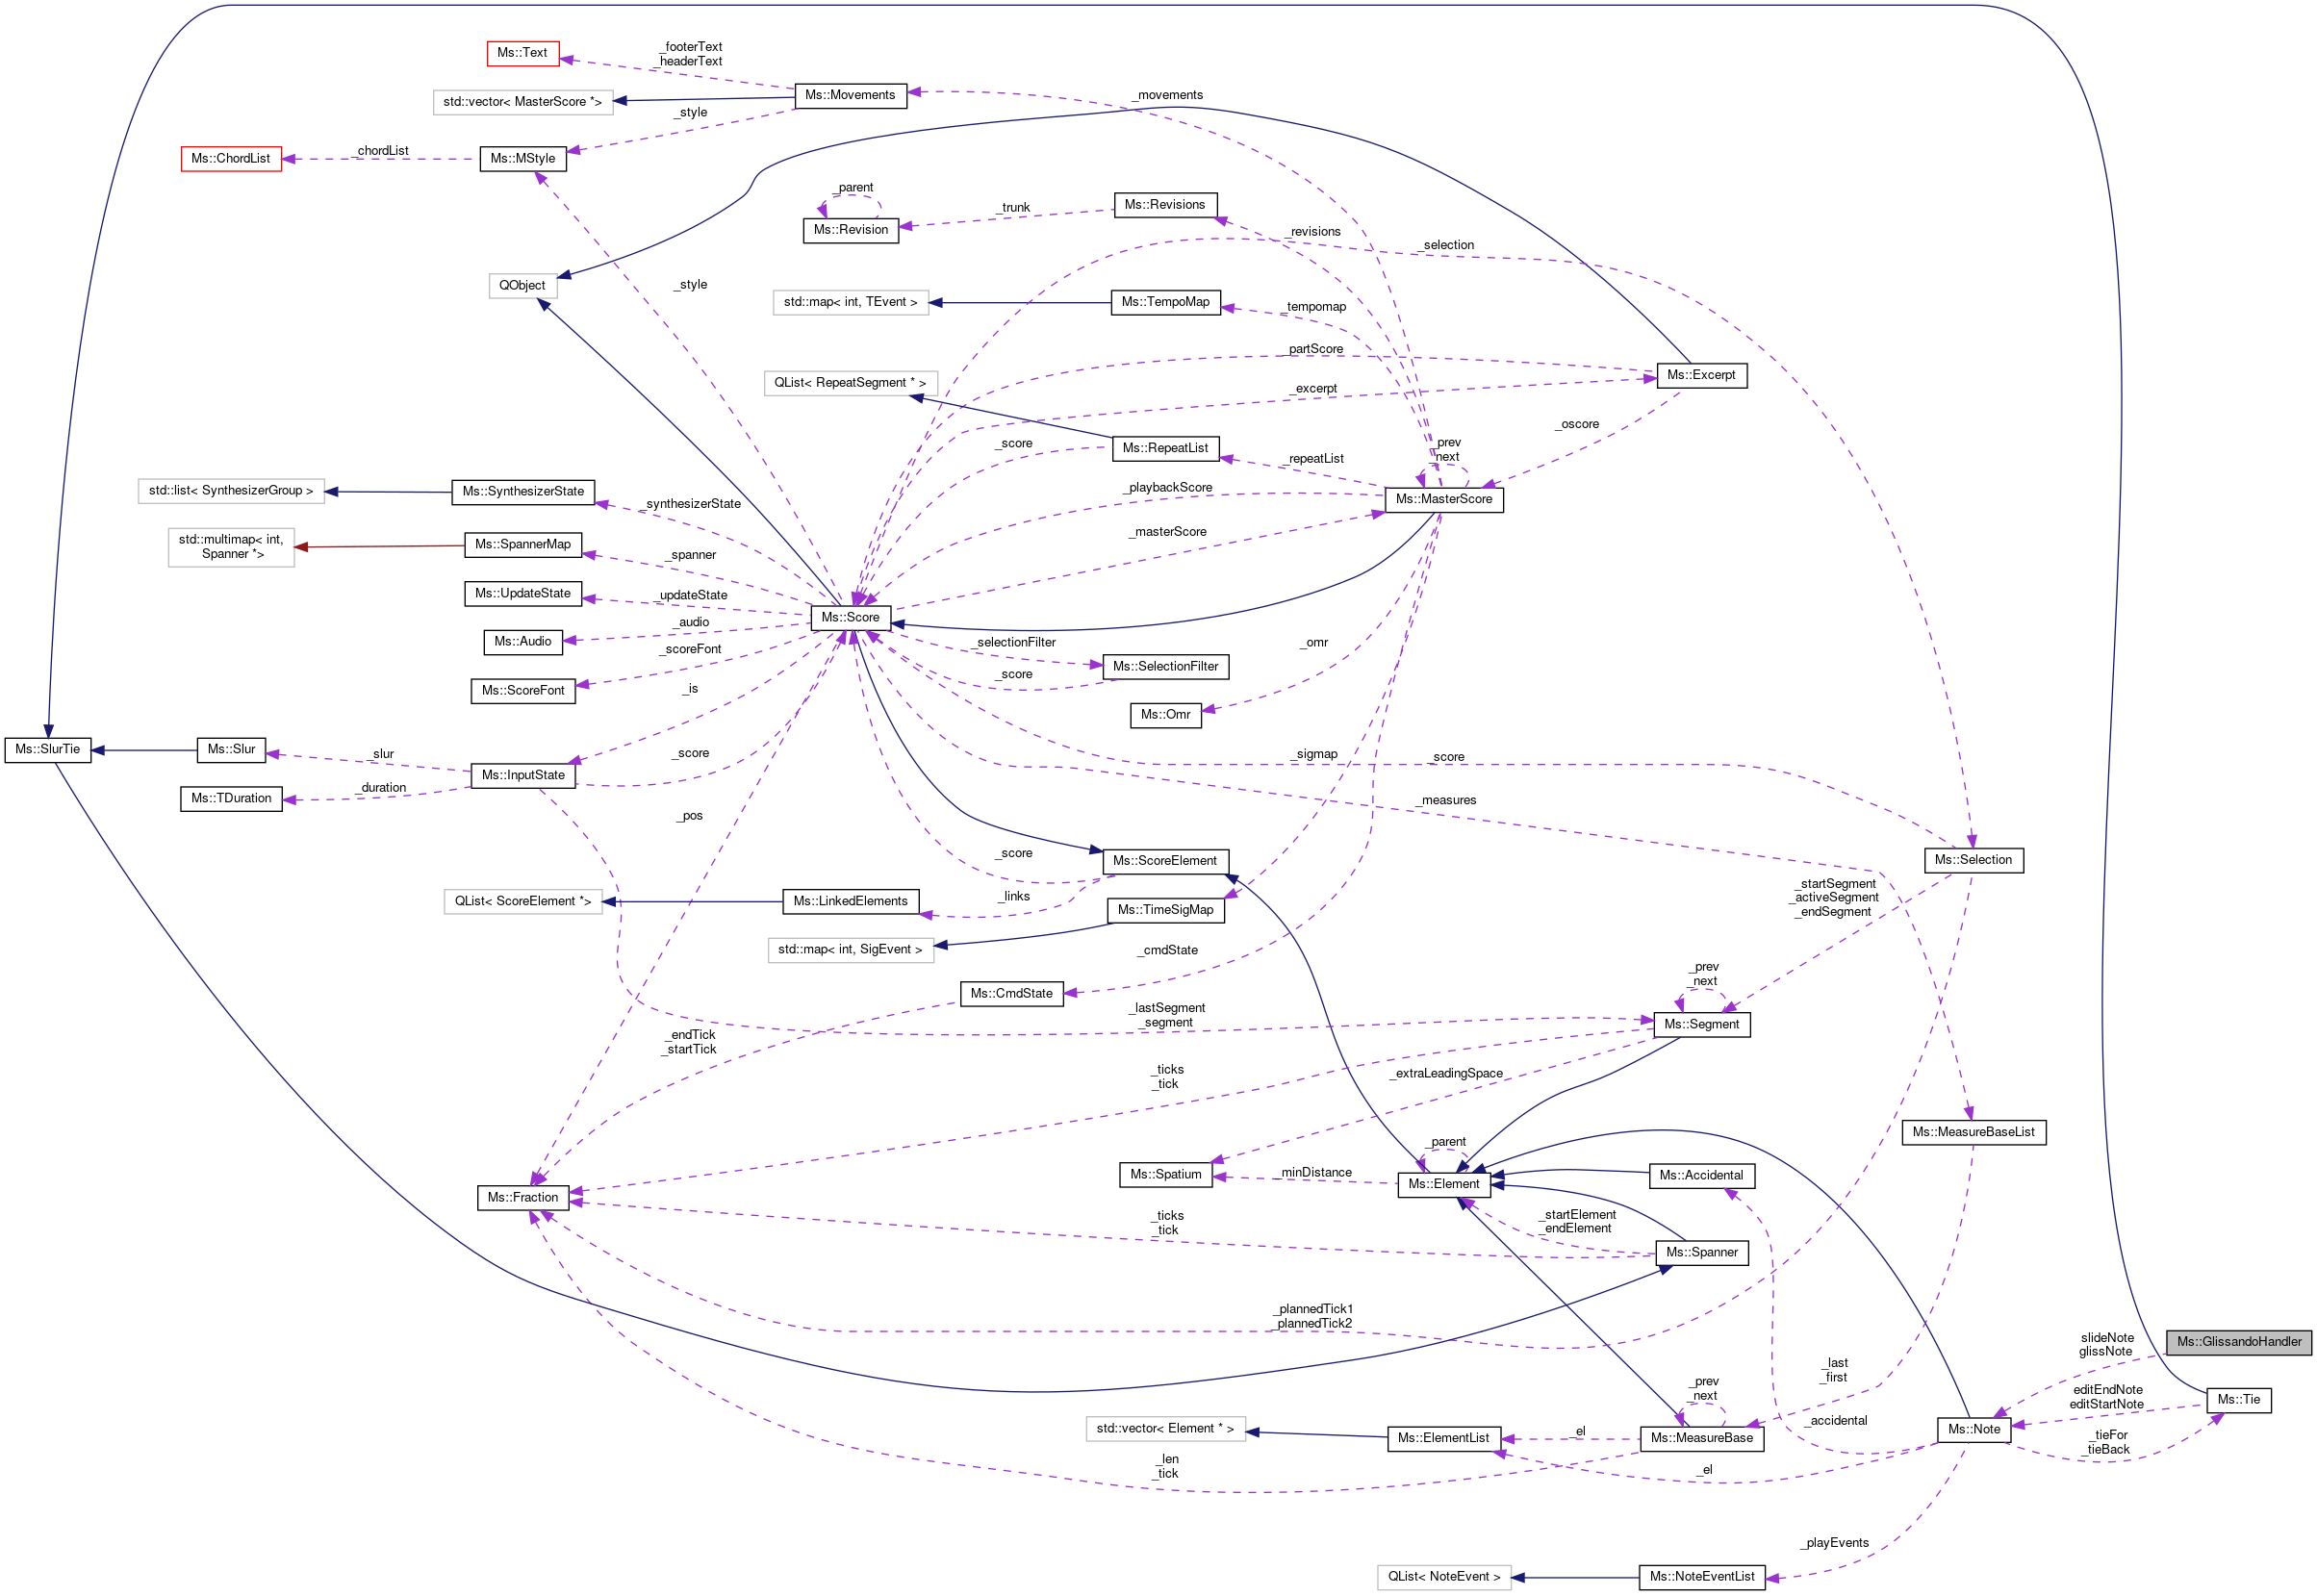 _footerText
_headerText
Ms::Text
Ms::Movements
_movements
std::vector< MasterScore *>
_style
_chordList
Ms::ChordList
Ms::MStyle
_parent
Ms::Revisions
_trunk
Ms::Revision
_revisions
_selection
QObject
_style
std::map< int, TEvent >
Ms::TempoMap
_tempomap
_partScore
Ms::Excerpt
QList< RepeatSegment * >
_excerpt
_oscore
_score
Ms::RepeatList
_prev
_next
_repeatList
std::list< SynthesizerGroup >
Ms::SynthesizerState
_synthesizerState
_playbackScore
Ms::MasterScore
std::multimap< int,
Spanner *>
Ms::SpannerMap
_spanner
_masterScore
Ms::UpdateState
_updateState
Ms::Score
_audio
Ms::Audio
_scoreFont
_selectionFilter
_omr
Ms::SelectionFilter
_score
Ms::ScoreFont
_is
Ms::Omr
Ms::SlurTie
Ms::Slur
_slur
_score
_sigmap
_score
Ms::InputState
Ms::TDuration
_duration
_measures
_pos
_score
Ms::ScoreElement
Ms::Selection
_startSegment
_activeSegment
_endSegment
QList< ScoreElement *>
Ms::LinkedElements
_links
Ms::TimeSigMap
std::map< int, SigEvent >
_cmdState
_prev
_next
Ms::CmdState
_lastSegment
_segment
Ms::Segment
_endTick
_startTick
_ticks
_tick
_extraLeadingSpace
Ms::MeasureBaseList
_parent
Ms::Spatium
_minDistance
Ms::Element
Ms::Accidental
Ms::Fraction
_ticks
_tick
_startElement
_endElement
Ms::Spanner
_plannedTick1
_plannedTick2
slideNote
glissNote
Ms::GlissandoHandler
_last
_first
_prev
_next
editEndNote
editStartNote
Ms::Tie
std::vector< Element * >
Ms::ElementList
_el
Ms::MeasureBase
_accidental
Ms::Note
_tieFor
_tieBack
_len
_tick
_el
_playEvents
QList< NoteEvent >
Ms::NoteEventList